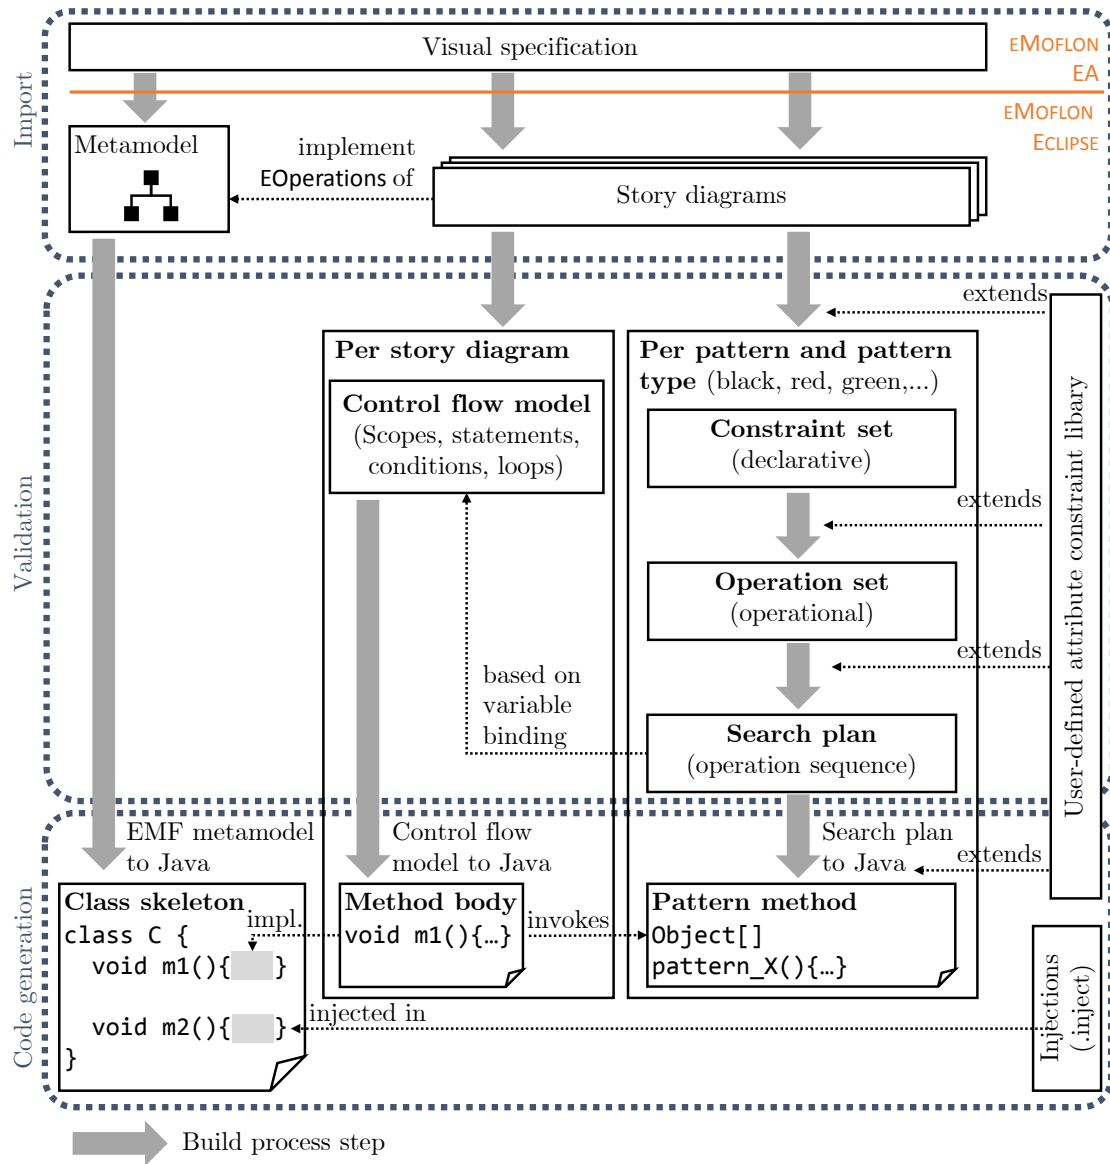 Import
Visual specification
EMOFLON
EA
EMOFLON
ECLIPSE
Metamodel
implement
EOperations of
Story diagrams
Validation
extends
Per story diagram
Per pattern and pattern
type (black, red, green,...)
Control flow model
(Scopes, statements,
conditions, loops)
Constraint set
(declarative)
extends
Operation set
(operational)
extends
based on
variable
binding
Search plan
(operation sequence)
User-defined attribute constraint libary
Code generation
EMF metamodel
to Java
Control flow
model to Java
Search plan
to Java
extends
Class skeleton
impl.
class C {
void m1(){ }
void m2(){ }
}
Method body
void m1(){…}
invokes
Pattern method
Object[]
pattern_X(){…}
injected in
Injections
(.inject)
Build process step